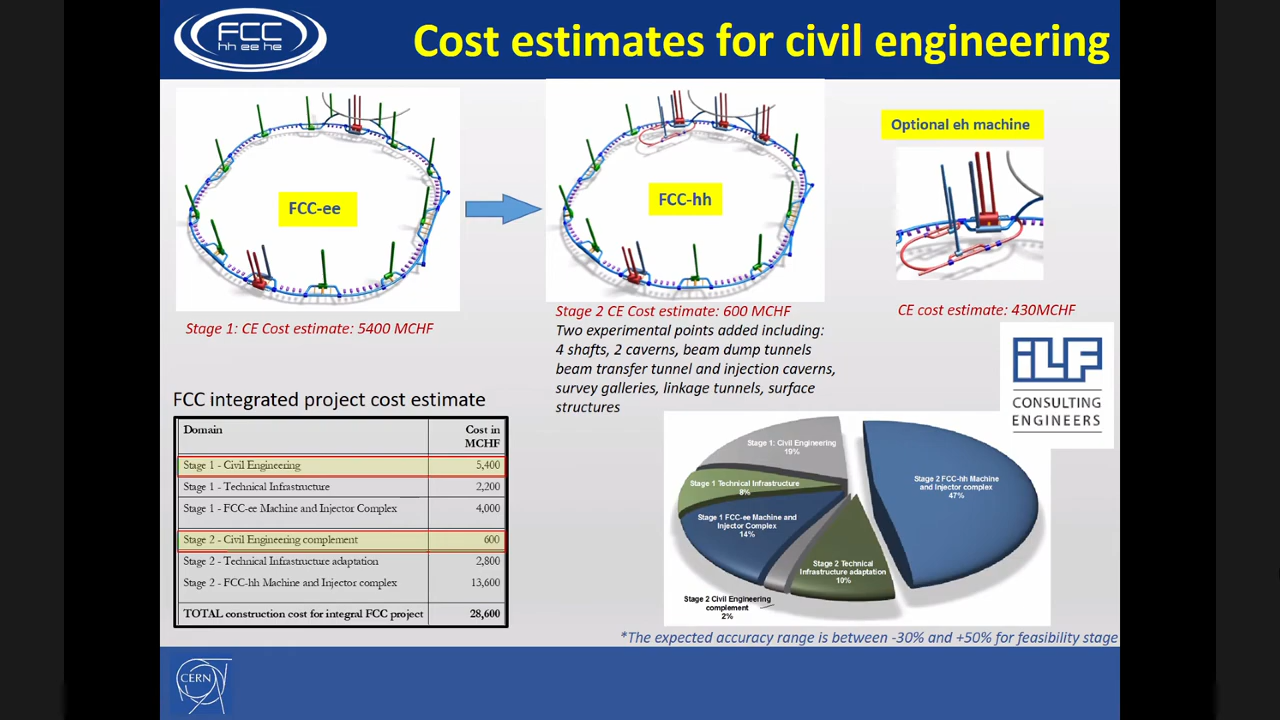 FCC
hh ee he
Cost estimates for civil engineering
FCC-ee
FCC-hh
Optional eh machine
Stage 1: CE Cost estimate: 5400 MCHF
Stage 2 CE Cost estimate: 600 MCHF
Two experimental points added including:
4 shafts, 2 caverns, beam dump tunnels
beam transfer tunnel and injection caverns,
survey galleries, linkage tunnels, surface
structures
CE cost estimate: 430MCHF
iLF
CONSULTING
ENGINEERS
FCC integrated project cost estimate
Domain Cost in
MCHF
Stage 1 - Civil Engineering 5,400
Stage 1 - Technical Infrastructure 2,200
Stage 1 - FCC-ee Machine and Injector Complex 4,000
Stage 2 - Civil Engineering complement 600
Stage 2 - Technical Infrastructure adaptation 2,800
Stage 2 - FCC-hh Machine and Injector complex 13,600
TOTAL construction cost for integral FCC project 28,600
Stage 1: Civil Engineering
19%
Stage 1 Technical Infrastructure
8%
Stage 1 FCC-ee Machine and
Injector Complex
14%
Stage 2 Civil Engineering
complement
2%
Stage 2 Technical
Infrastructure adaptation
10%
Stage 2 FCC-hh Machine
and Injector complex
47%
*The expected accuracy range is between -30% and +50% for feasibility stage
CERN